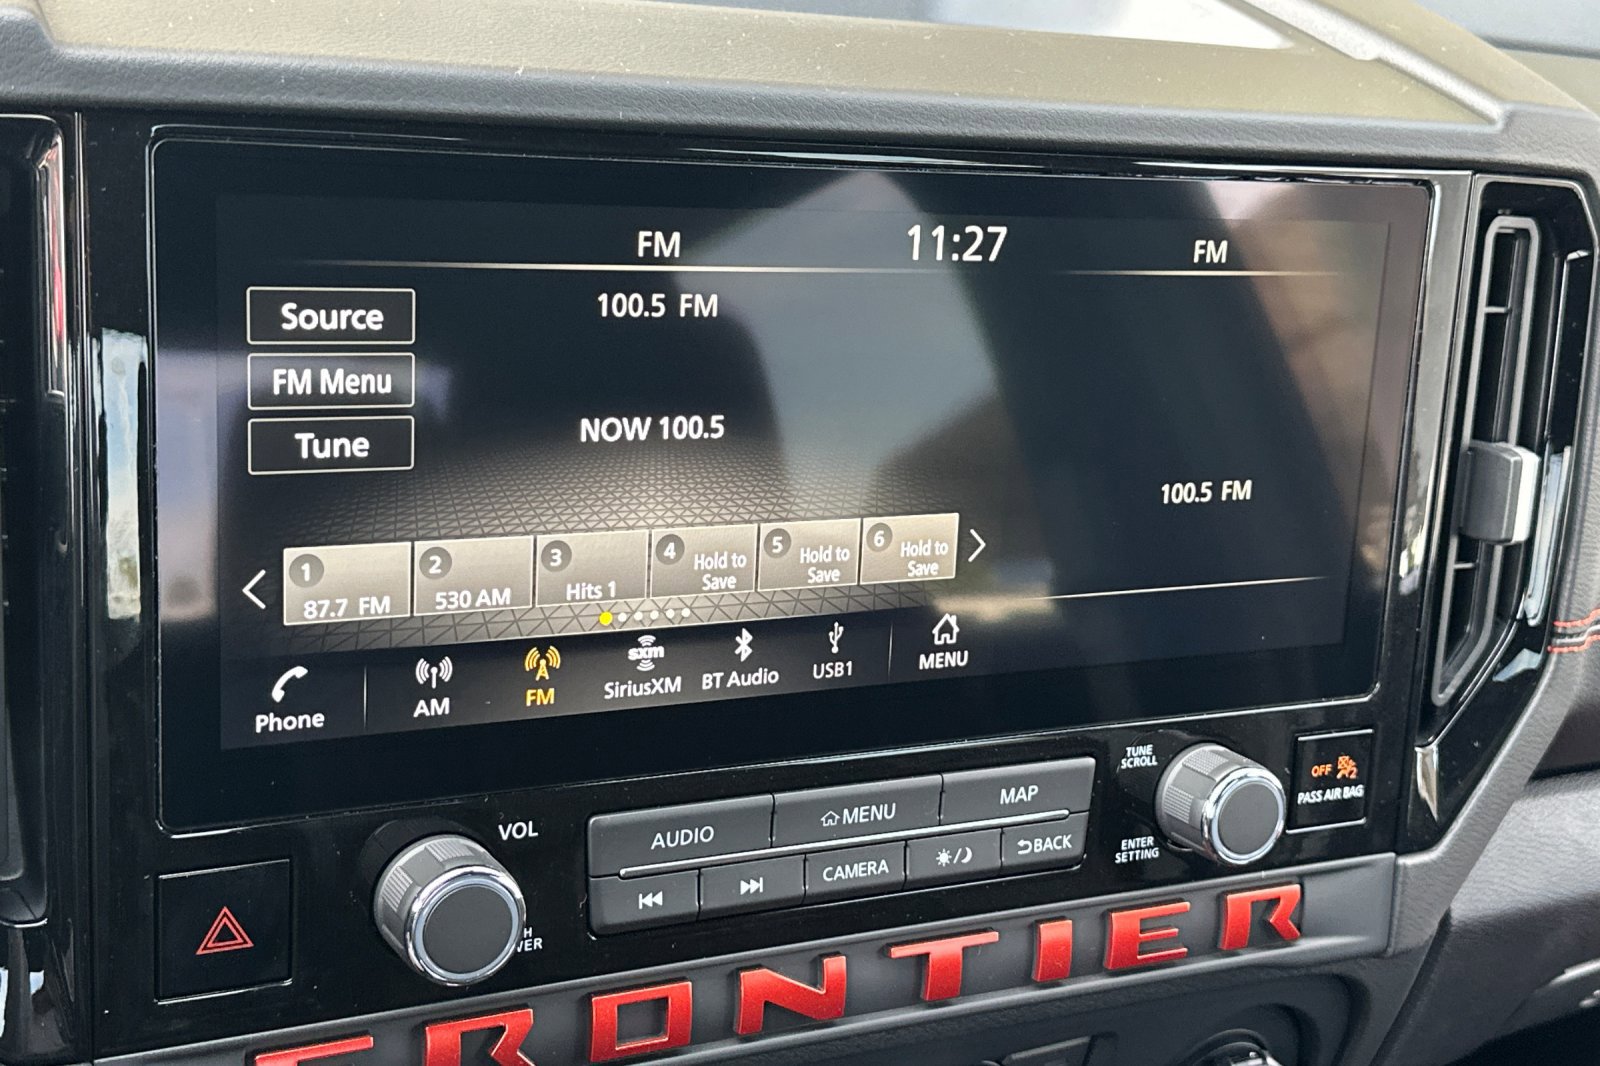 FM
11:27
FM
Source
FM Menu
Tune
100.5 FM
NOW 100.5
100.5 FM
1
87.7 FM
2
530 AM
3
Hits 1
4
Hold to
Save
5
Hold to
Save
6
Hold to
Save
Phone
AM
FM
sxm
SiriusXM
BT Audio
USB1
MENU
VOL
AUDIO
MENU
MAP
CAMERA
BACK
TUNE
SCROLL
ENTER
SETTING
OFF
2
PASS AIR BAG
FRONTIER